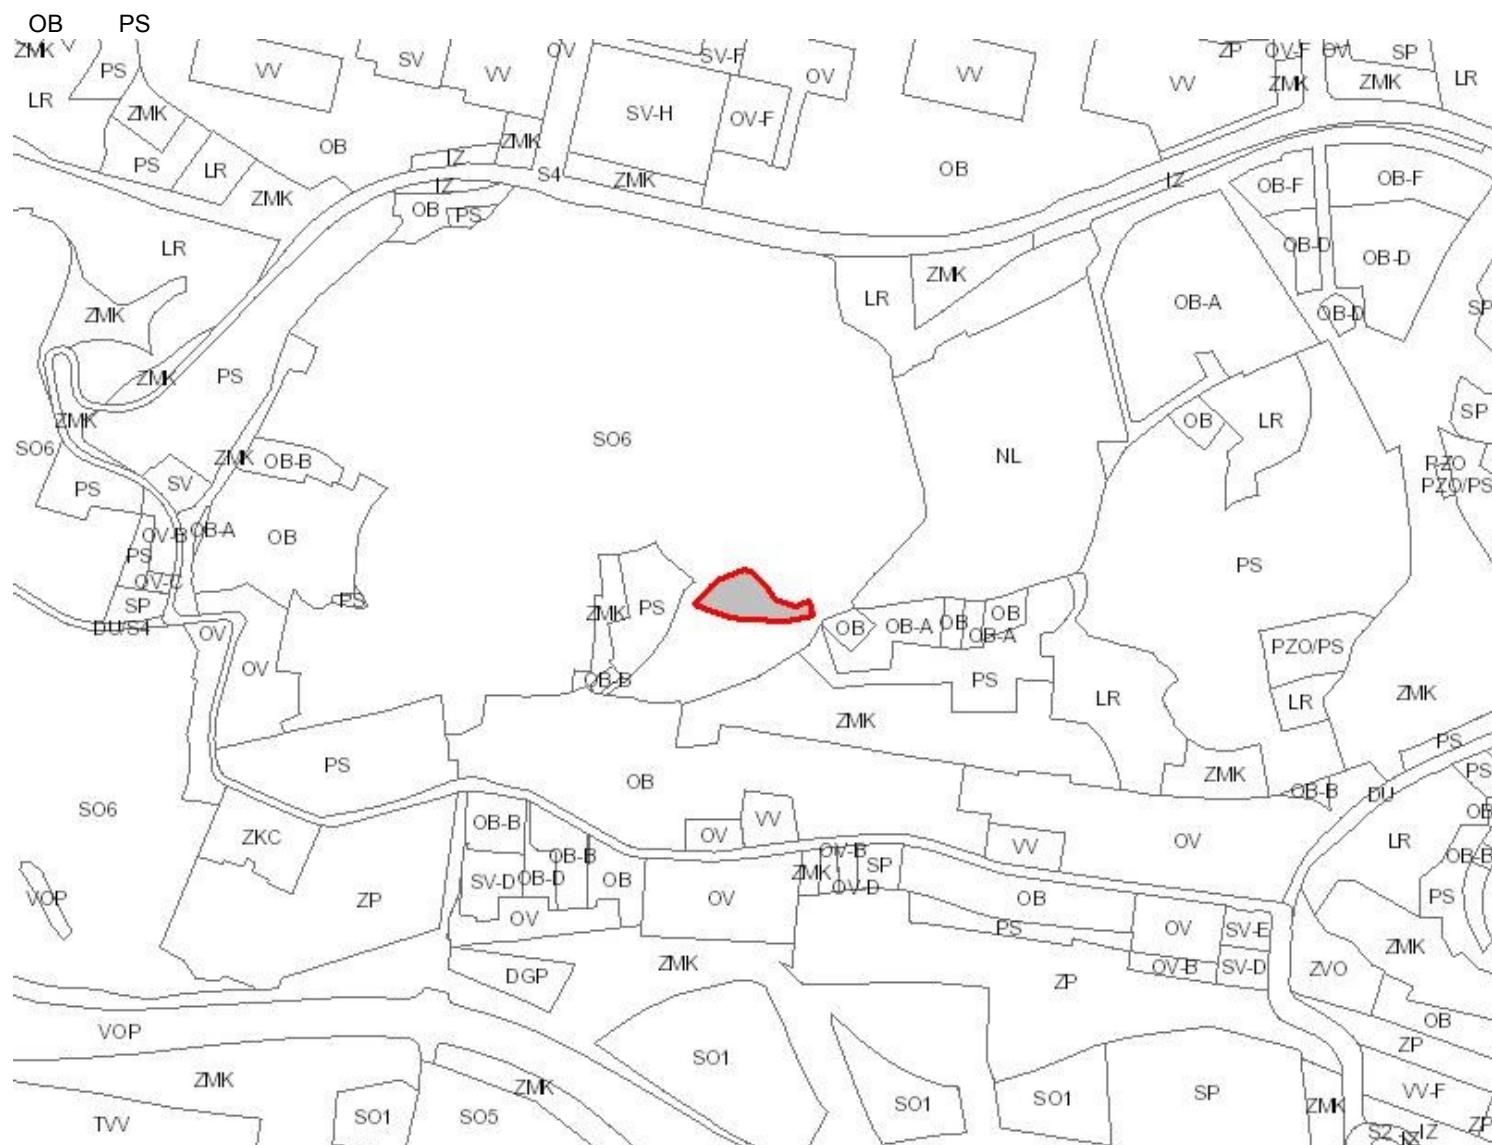 OB PS
ZMK V OV SV-F ZP OV-F OV SP
PS VV SV VV OV VV VV ZMK ZMK LR
LR ZMK SV-H OV-F
OB ZMK
PS LR IZ S4 OB
ZMK IZ ZMK IZ OB-F OB-F
OB PS
LR OB-D OB-D
ZMK LR ZMK OB-A OB-D SP
ZMK PS
ZMK SO6 OB LR SP
SO6 ZMK OB-B NL PZO
PS SV PZO/PS
OV-B OB-A OB
PS PS
OV-C
SP PS ZMK PS
DU/S4 OV OB OB-A OB OB OB-A
OV PZO/PS
OB-B PS LR LR ZMK
ZMK
PS PS
OB ZMK OB-B DU PS
SO6 OB-B VV OB
ZKC OV VV OV LR
OB-B OV-B OB-B
ZMK SP
SV-D OB-D OB OV-D
VOP ZP OV OB PS
OV PS OV SV-E
ZMK OV-B SV-D ZVO ZMK
DGP ZP
VOP OB
ZP
SO1
ZMK ZMK SO1 SO1 SP VV-F
TVV SO1 SO5 ZMK ZP
S2 IZ
IZ